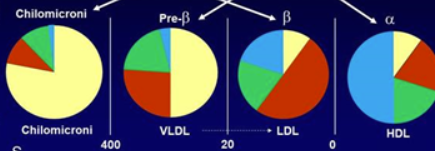 Chilomicroni Pre-β β α
Chilomicroni VLDL LDL HDL
400 20 0